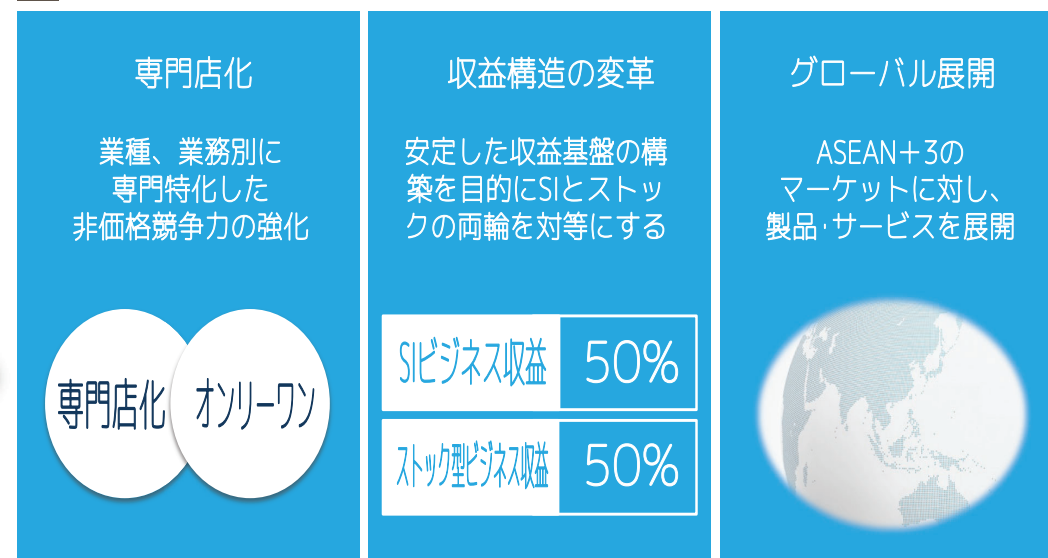 専門店化
業種、業務別に
専門特化した
非価格競争力の強化
専門店化
オンリーワン
収益構造の変革
安定した収益基盤の構
築を目的にSIとストッ
クの両輪を対等にする
SIビジネス収益
50%
ストック型ビジネス収益
50%
グローバル展開
ASEAN+3の
マーケットに対し、
製品·サービスを展開